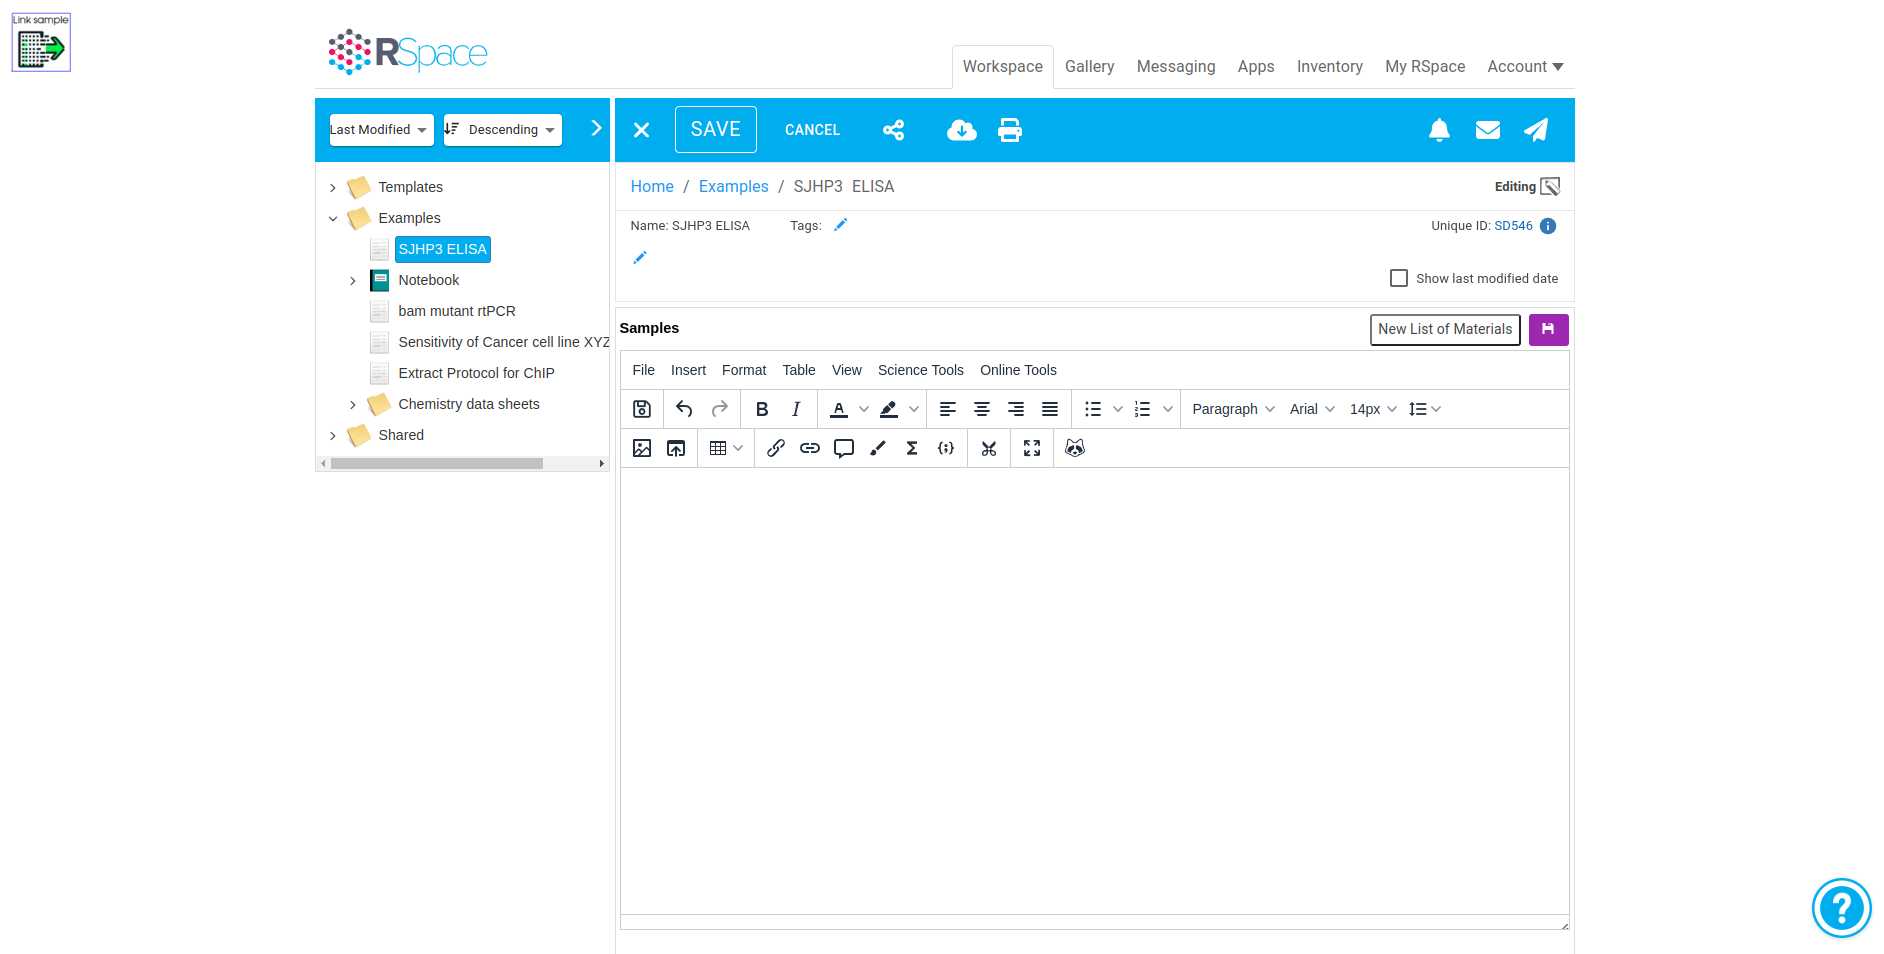 Link sample
RSpace
Workspace Gallery Messaging Apps Inventory My RSpace Account
Last Modified Descending SAVE CANCEL
Templates
Examples
SJHP3 ELISA
Notebook
bam mutant rtPCR
Sensitivity of Cancer cell line XYZ
Extract Protocol for ChIP
Chemistry data sheets
Shared
Home / Examples / SJHP3 ELISA Editing
Name: SJHP3 ELISA Tags: Unique ID: SD546
Show last modified date
Samples New List of Materials
File Insert Format Table View Science Tools Online Tools
B I A Paragraph Arial 14px